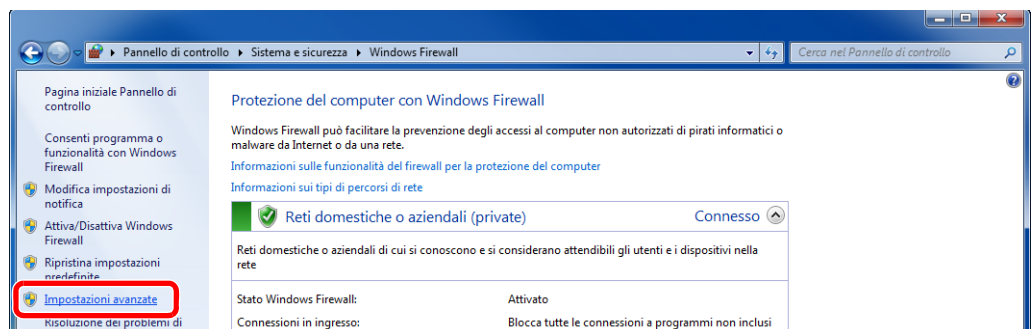 Pannello di controllo ▸ Sistema e sicurezza ▸ Windows Firewall
Cerca nel Pannello di controllo
Pagina iniziale Pannello di
controllo
Consenti programma o
funzionalità con Windows
Firewall
Modifica impostazioni di
notifica
Attiva/Disattiva Windows
Firewall
Ripristina impostazioni
predefinite
Impostazioni avanzate
Risoluzione dei problemi di
Protezione del computer con Windows Firewall
Windows Firewall può facilitare la prevenzione degli accessi al computer non autorizzati di pirati informatici o
malware da Internet o da una rete.
Informazioni sulle funzionalità del firewall per la protezione del computer
Informazioni sui tipi di percorsi di rete
Reti domestiche o aziendali (private) Connesso
Reti domestiche o aziendali di cui si conoscono e si considerano attendibili gli utenti e i dispositivi nella
rete
Stato Windows Firewall: Attivato
Connessioni in ingresso: Blocca tutte le connessioni a programmi non inclusi